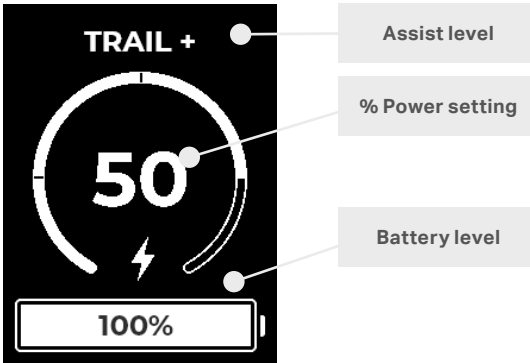 TRAIL +
Assist level
% Power setting
50
Battery level
100%